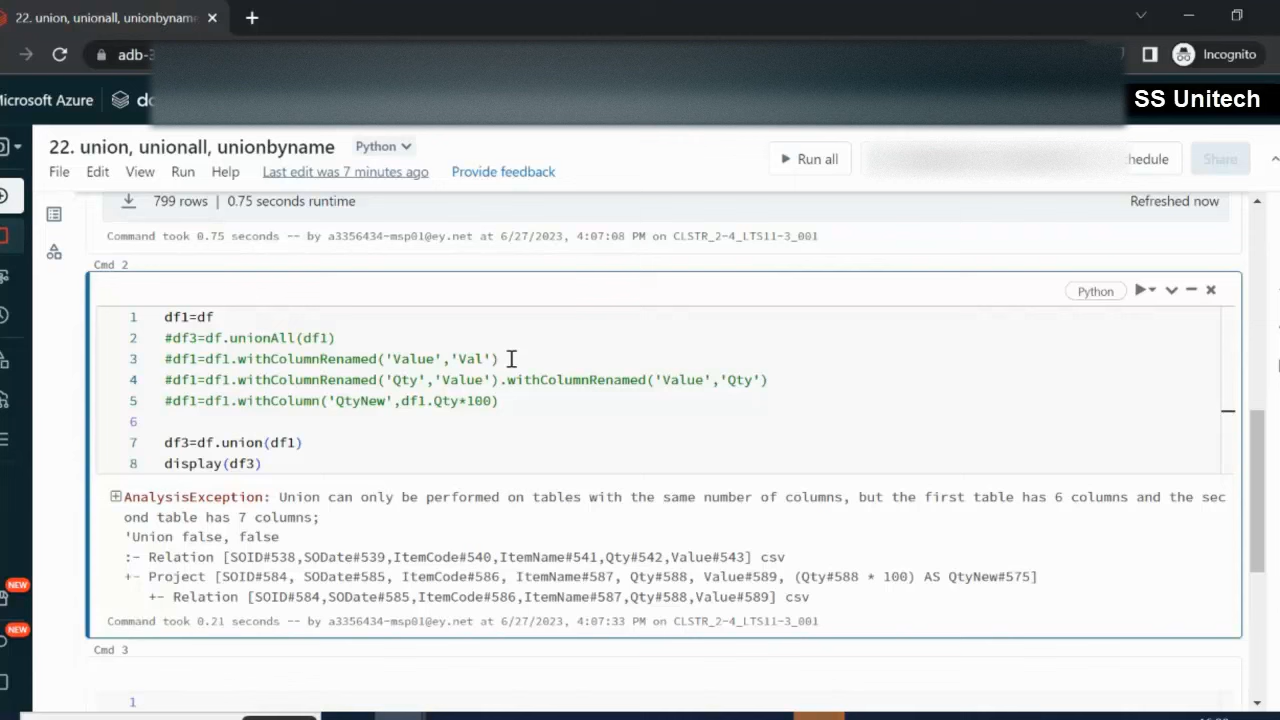 22. union, unionall, unionbyname
adb-3
Incognito
Microsoft Azure
SS Unitech
22. union, unionall, unionbyname Python
Run all
hedule
Share
File Edit View Run Help Last edit was 7 minutes ago Provide feedback
799 rows | 0.75 seconds runtime
Refreshed now
Command took 0.75 seconds -- by a3356434-msp01@ey.net at 6/27/2023, 4:07:08 PM on CLSTR_2-4_LTS11-3_001
Cmd 2
Python
1 df1=df
2 #df3=df.unionAll(df1)
3 #df1=df1.withColumnRenamed('Value','Val')
4 #df1=df1.withColumnRenamed('Qty','Value').withColumnRenamed('Value','Qty')
5 #df1=df1.withColumn('QtyNew',df1.Qty*100)
6
7 df3=df.union(df1)
8 display(df3)
AnalysisException: Union can only be performed on tables with the same number of columns, but the first table has 6 columns and the sec
ond table has 7 columns;
'Union false, false
:- Relation [SOID#538,SODate#539,ItemCode#540,ItemName#541,Qty#542,Value#543] csv
+- Project [SOID#584, SODate#585, ItemCode#586, ItemName#587, Qty#588, Value#589, (Qty#588 * 100) AS QtyNew#575]
+- Relation [SOID#584,SODate#585,ItemCode#586,ItemName#587,Qty#588,Value#589] csv
Command took 0.21 seconds -- by a3356434-msp01@ey.net at 6/27/2023, 4:07:33 PM on CLSTR_2-4_LTS11-3_001
NEW
NEW
Cmd 3
1